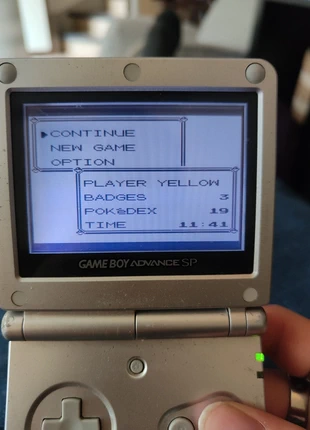 ▶CONTINUE
NEW GAME
OPTION
PLAYER YELLOW
BADGES 3
POKéDEX 19
TIME 11:41
GAME BOY ADVANCE SP